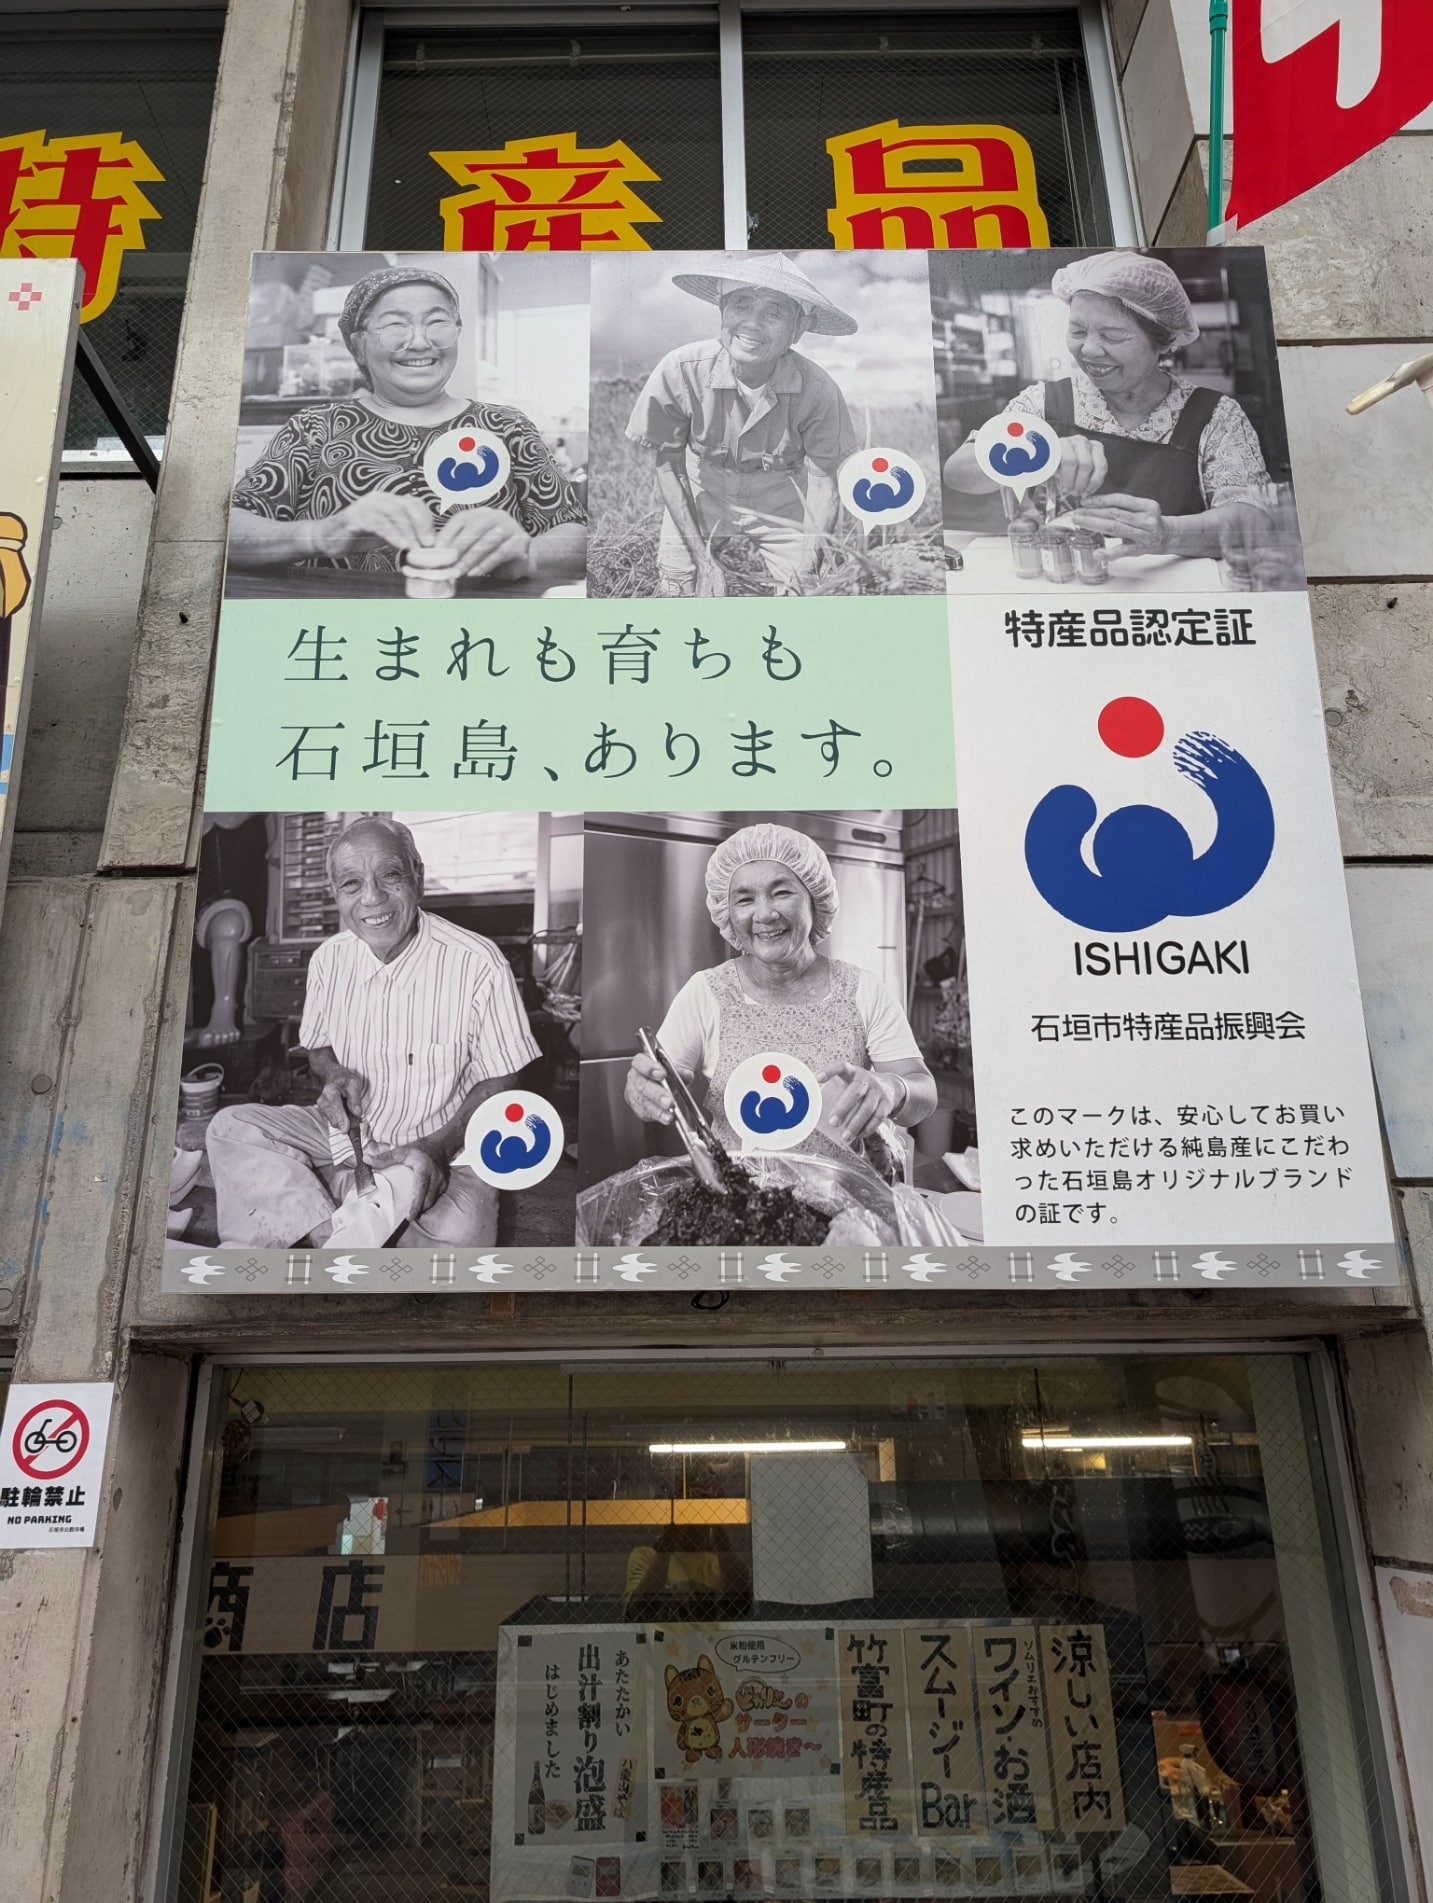 特産品
生まれも育ちも
石垣島、あります。
特産品認定証
ISHIGAKI
石垣市特産品振興会
このマークは、安心してお買い
求めいただける純島産にこだわ
った石垣島オリジナルブランド
の証です。
駐輪禁止
NO PARKING
商店
あたたかい
出汁割り泡盛
はじめました
米粉使用
グルテンフリー
の
サーター
人形焼き〜
竹富町の特産品
スムージーBar
ソムリエおすすめ
ワイン・お酒
涼しい店内